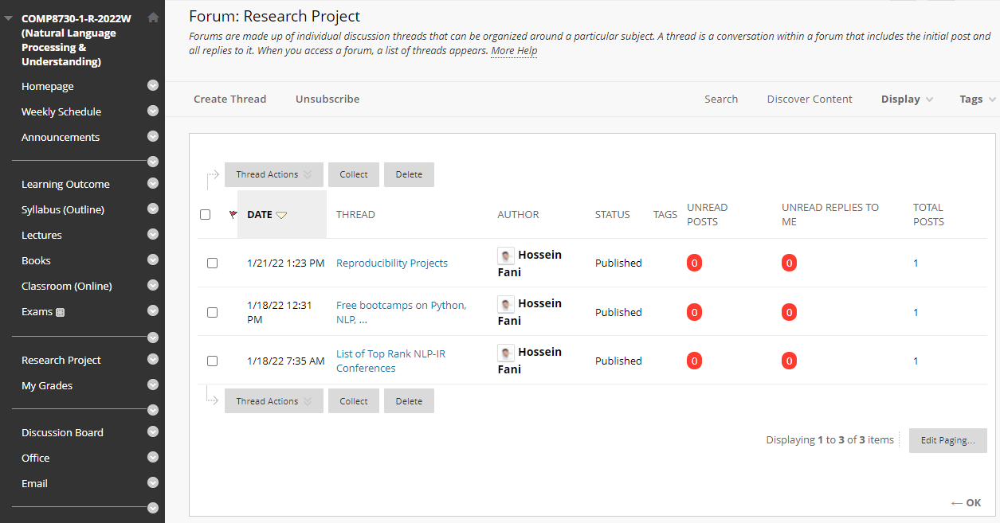 COMP8730-1-R-2022W
(Natural Language
Processing &
Understanding)
Homepage
Weekly Schedule
Announcements
Learning Outcome
Syllabus (Outline)
Lectures
Books
Classroom (Online)
Exams
Research Project
My Grades
Discussion Board
Office
Email
Forum: Research Project
Forums are made up of individual discussion threads that can be organized around a particular subject. A thread is a conversation within a forum that includes the initial post and
all replies to it. When you access a forum, a list of threads appears. More Help
Create Thread Unsubscribe Search Discover Content Display Tags
Thread Actions Collect Delete
DATE THREAD AUTHOR STATUS TAGS UNREAD POSTS UNREAD REPLIES TO ME TOTAL POSTS
1/21/22 1:23 PM Reproducibility Projects Hossein Fani Published 0 0 1
1/18/22 12:31 PM Free bootcamps on Python, NLP, ... Hossein Fani Published 0 0 1
1/18/22 7:35 AM List of Top Rank NLP-IR Conferences Hossein Fani Published 0 0 1
Thread Actions Collect Delete
Displaying 1 to 3 of 3 items Edit Paging...
← OK